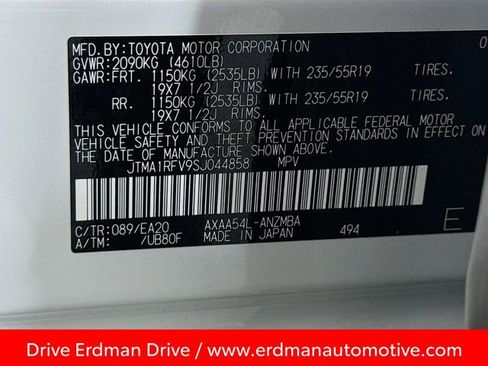 MFD. BY: TOYOTA MOTOR CORPORATION 0
GVWR: 2090KG (4610LB)
GAWR: FRT. 1150KG (2535LB) WITH 235/55R19 TIRES.
19X7 1/2J RIMS.
RR. 1150KG (2535LB) WITH 235/55R19 TIRES.
19X7 1/2J RIMS.
THIS VEHICLE CONFORMS TO ALL APPLICABLE FEDERAL MOTOR
VEHICLE SAFETY AND THEFT PREVENTION STANDARDS IN EFFECT
ON THE DATE OF MANUFACTURE SHOWN ABOVE.
JTMA1RFV9SJ044858 MPV
C/TR: 089/EA20 AXAA54L-ANZMBA
A/TM: /UB80F MADE IN JAPAN 494 E
Drive Erdman Drive / www.erdmanautomotive.com